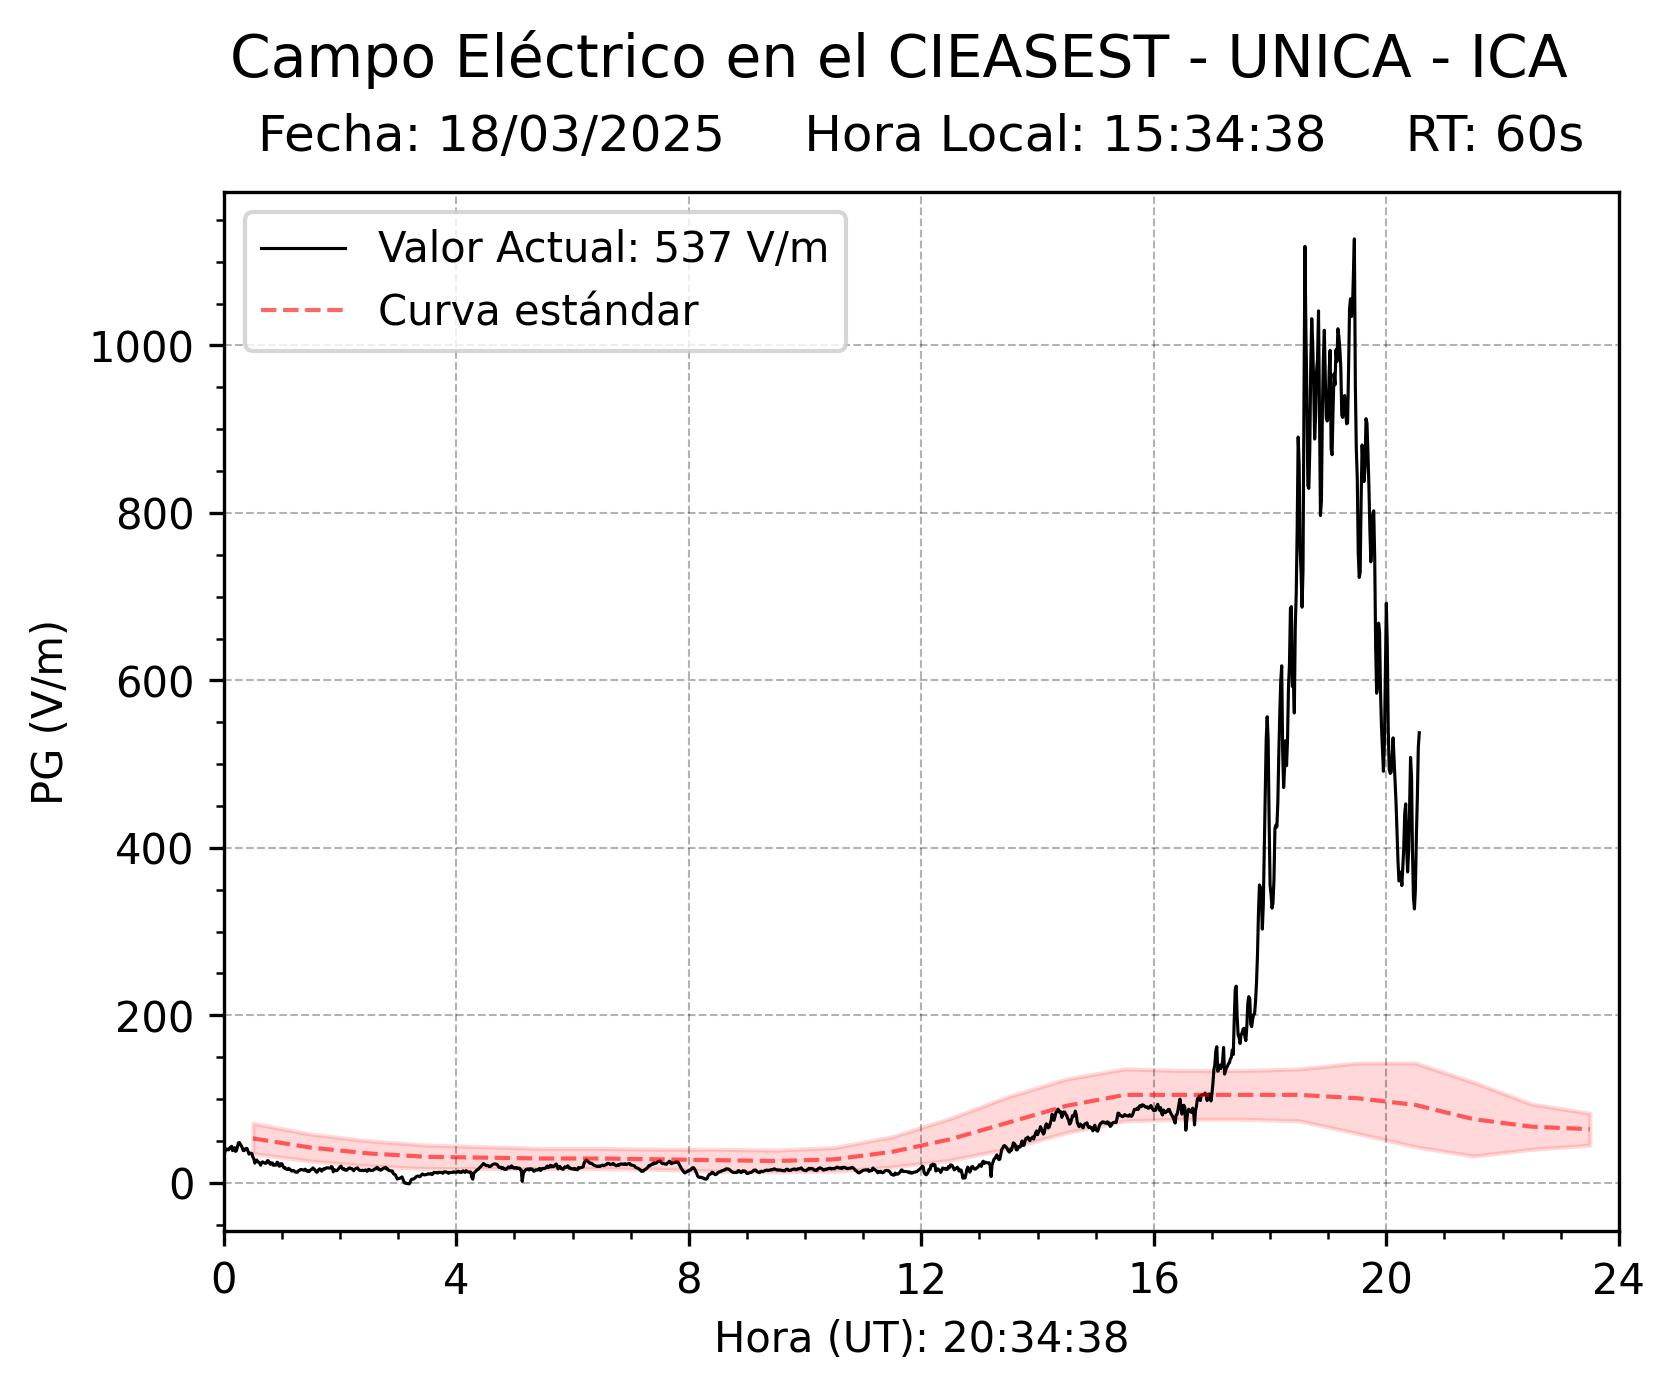 Campo Eléctrico en el CIEASEST - UNICA - ICA
Fecha: 18/03/2025 Hora Local: 15:34:38 RT: 60s
Valor Actual: 537 V/m
Curva estándar
PG (V/m)
1000
800
600
400
200
0
0 4 8 12 16 20 24
Hora (UT): 20:34:38